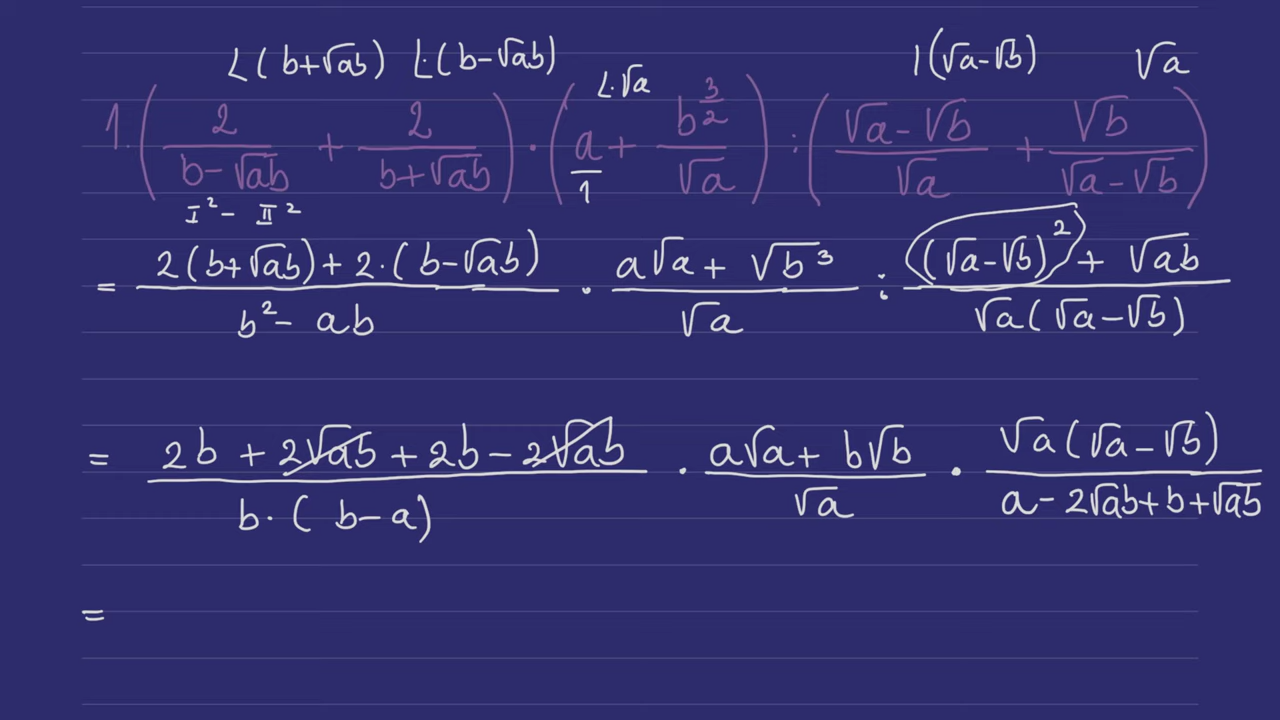 L(b+√ab) L·(b-√ab) L·√a 1(√a-√b) √a
1.(2/(b-√ab) + 2/(b+√ab)) · (a/1 + b^(3/2)/√a) : ((√a-√b)/√a + √b/(√a-√b))
I²- II²
= (2(b+√ab)+2·(b-√ab))/(b²-ab) · (a√a+√b³)/√a : ((√a-√b)²+√ab)/(√a(√a-√b))
= (2b+2√ab+2b-2√ab)/(b·(b-a)) · (a√a+b√b)/√a · (√a(√a-√b))/(a-2√ab+b+√ab)
=